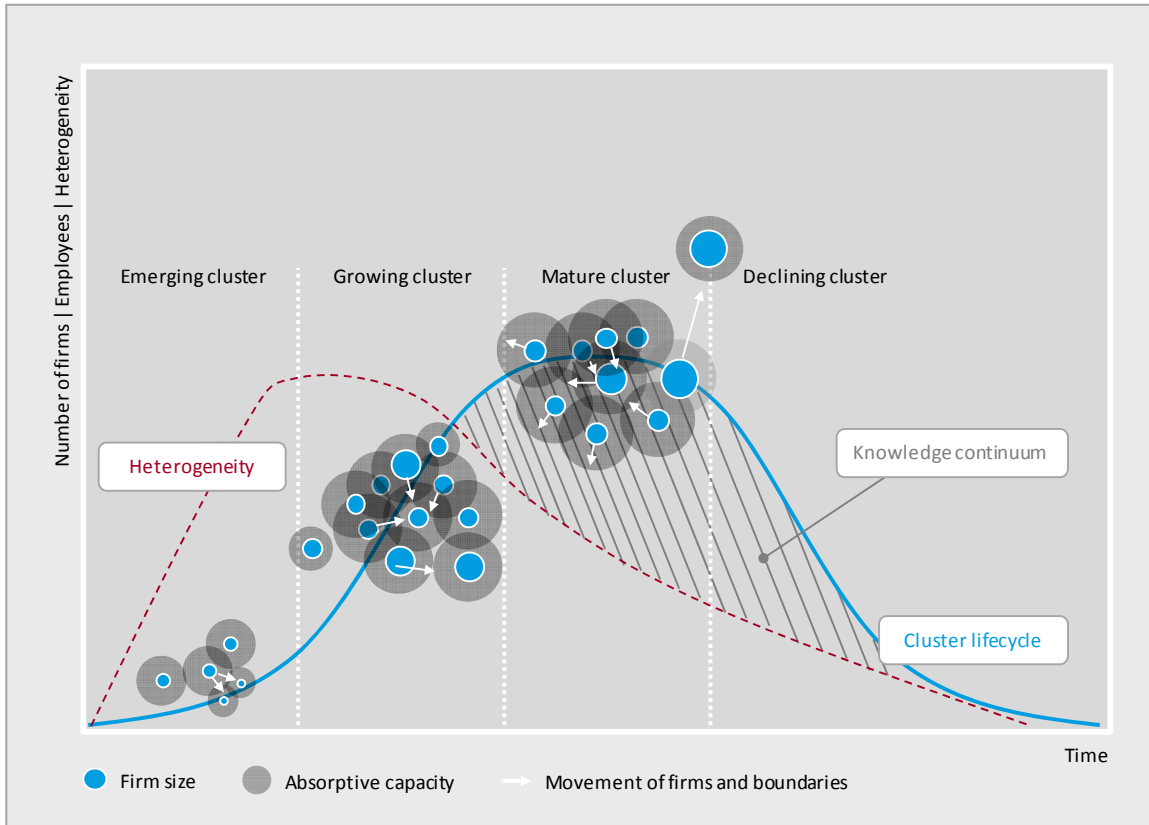 Number of firms | Employees | Heterogeneity
Emerging cluster
Growing cluster
Mature cluster
Declining cluster
Heterogeneity
Knowledge continuum
Cluster lifecycle
Time
Firm size
Absorptive capacity
Movement of firms and boundaries